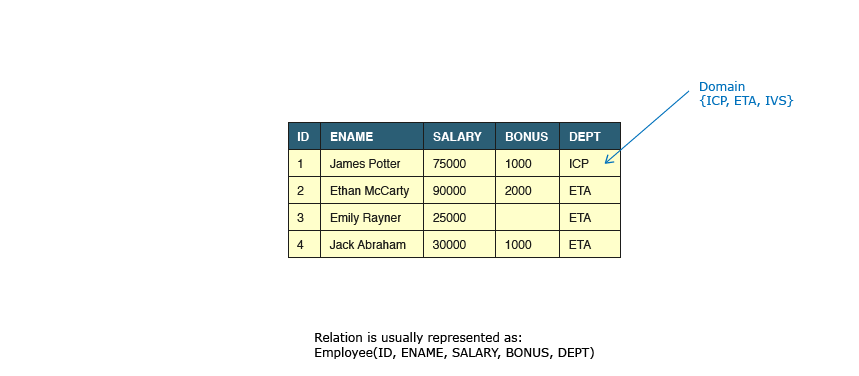 Domain
{ICP, ETA, IVS}
ID ENAME SALARY BONUS DEPT
1 James Potter 75000 1000 ICP
2 Ethan McCarty 90000 2000 ETA
3 Emily Rayner 25000 ETA
4 Jack Abraham 30000 1000 ETA
Relation is usually represented as:
Employee(ID, ENAME, SALARY, BONUS, DEPT)